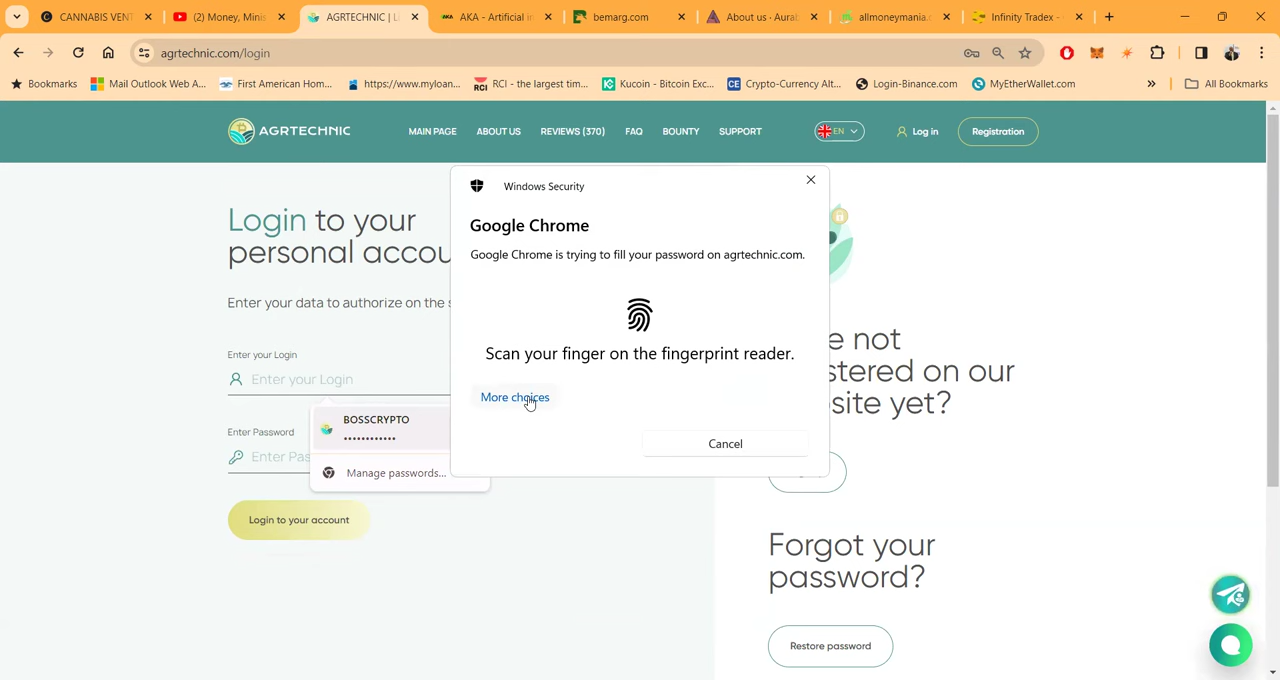 CANNABIS VENT
(2) Money, Minis
AGRTECHNIC | L
AKA - Artificial in
bemarg.com
About us · Aurab
allmoneymania.c
Infinity Tradex -
agrtechnic.com/login
Bookmarks
Mail Outlook Web A...
First American Hom...
https://www.myloan...
RCI - the largest tim...
Kucoin - Bitcoin Exc...
Crypto-Currency Alt...
Login-Binance.com
MyEtherWallet.com
»
All Bookmarks
AGRTECHNIC
MAIN PAGE
ABOUT US
REVIEWS (370)
FAQ
BOUNTY
SUPPORT
EN
Log in
Registration
Login to your
personal accou
Enter your data to authorize on the s
Enter your Login
Enter your Login
Enter Password
Enter Pas
BOSSCRYPTO
••••••••••••
Manage passwords...
Login to your account
Windows Security
Google Chrome
Google Chrome is trying to fill your password on agrtechnic.com.
Scan your finger on the fingerprint reader.
More choices
Cancel
e not
stered on our
site yet?
Forgot your
password?
Restore password